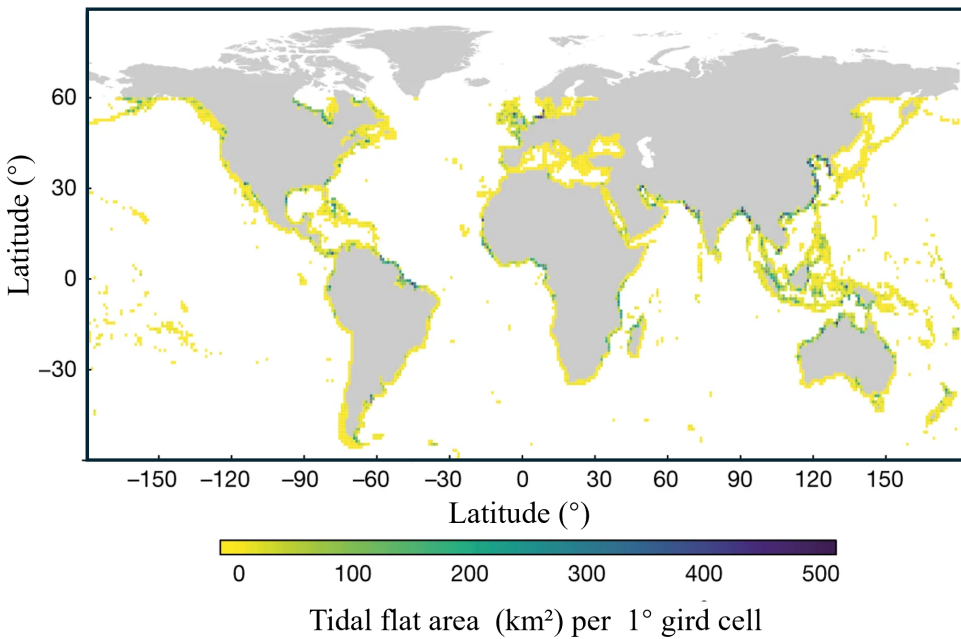 60
30
0
−30
Latitude (°)
−150 −120 −90 −60 −30 0 30 60 90 120 150
Latitude (°)
0 100 200 300 400 500
Tidal flat area (km²) per 1° gird cell